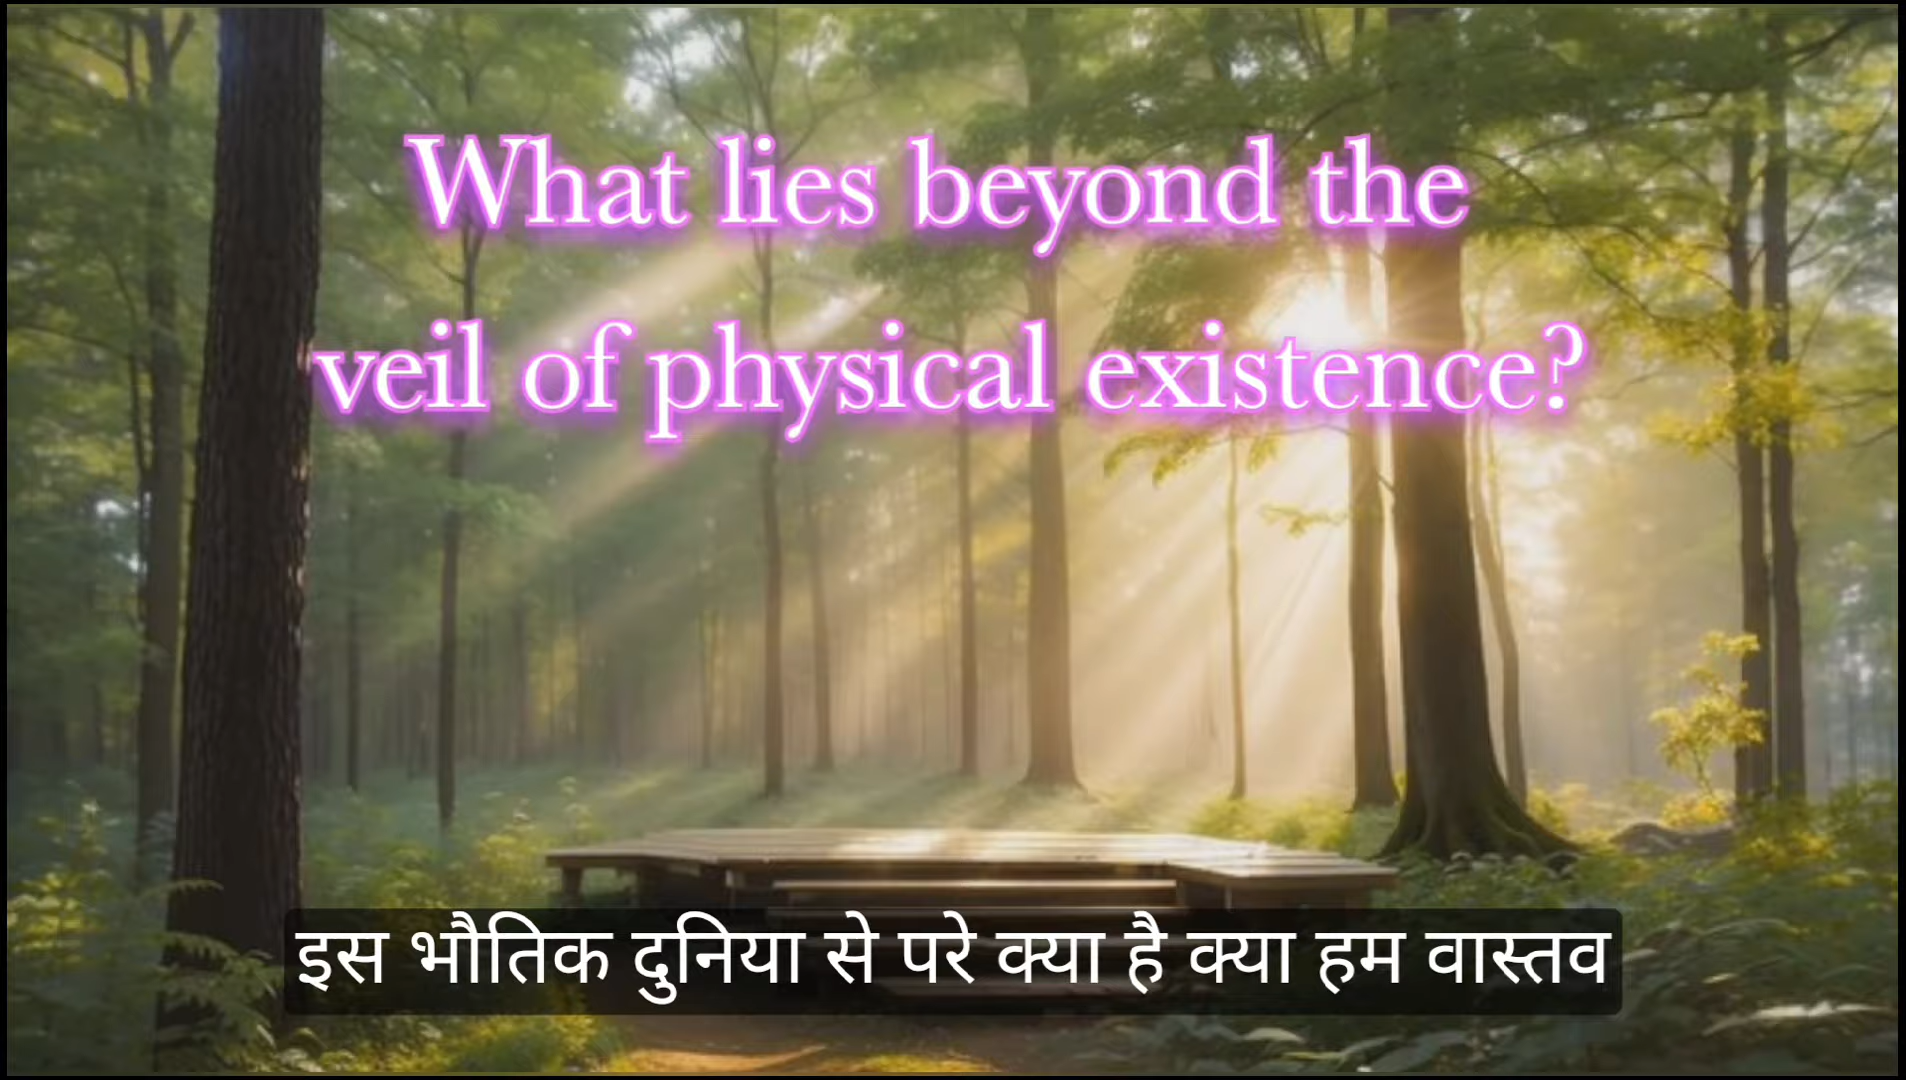 What lies beyond the
veil of physical existence?
इस भौतिक दुनिया से परे क्या है क्या हम वास्तव